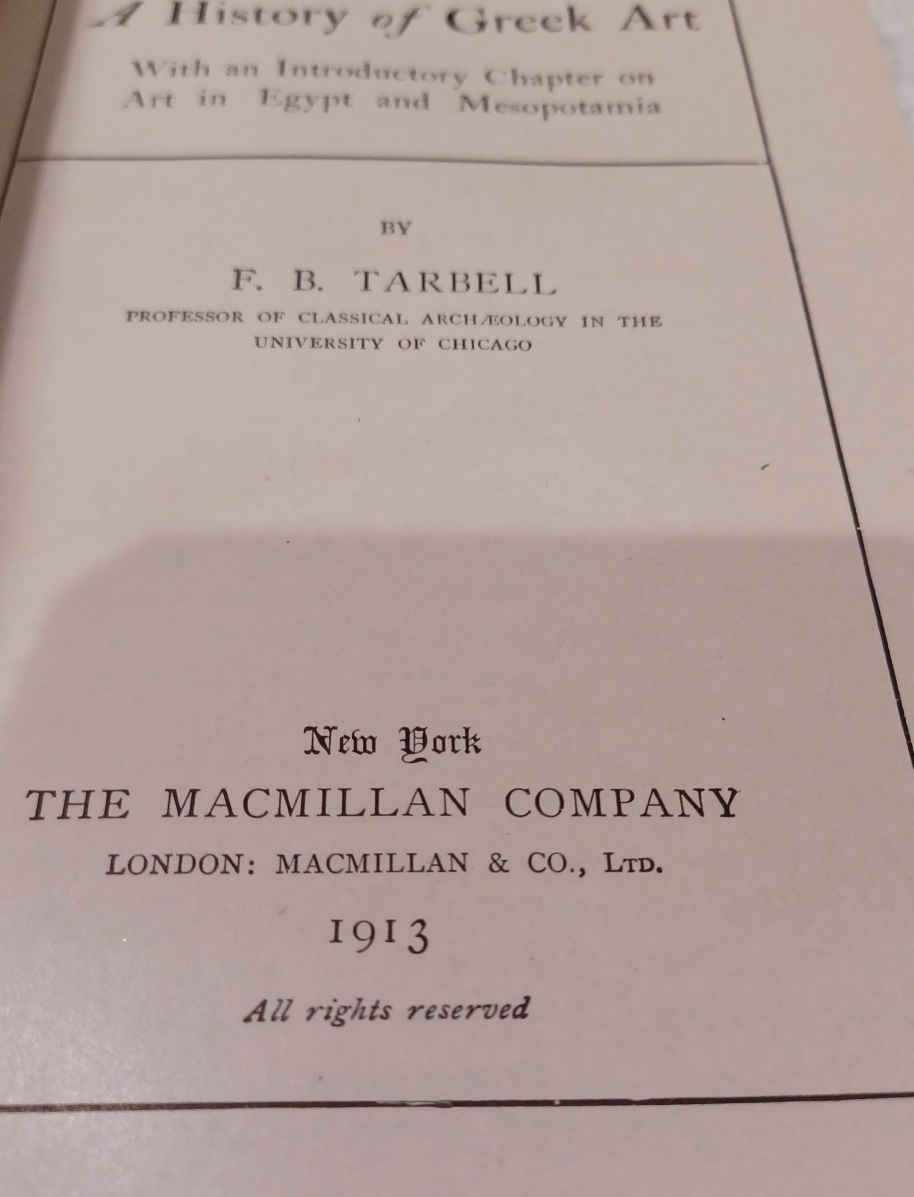 A History of Greek Art
With an Introductory Chapter on
Art in Egypt and Mesopotamia
BY
F. B. TARBELL
PROFESSOR OF CLASSICAL ARCHÆOLOGY IN THE
UNIVERSITY OF CHICAGO
New York
THE MACMILLAN COMPANY
LONDON: MACMILLAN & CO., LTD.
1913
All rights reserved